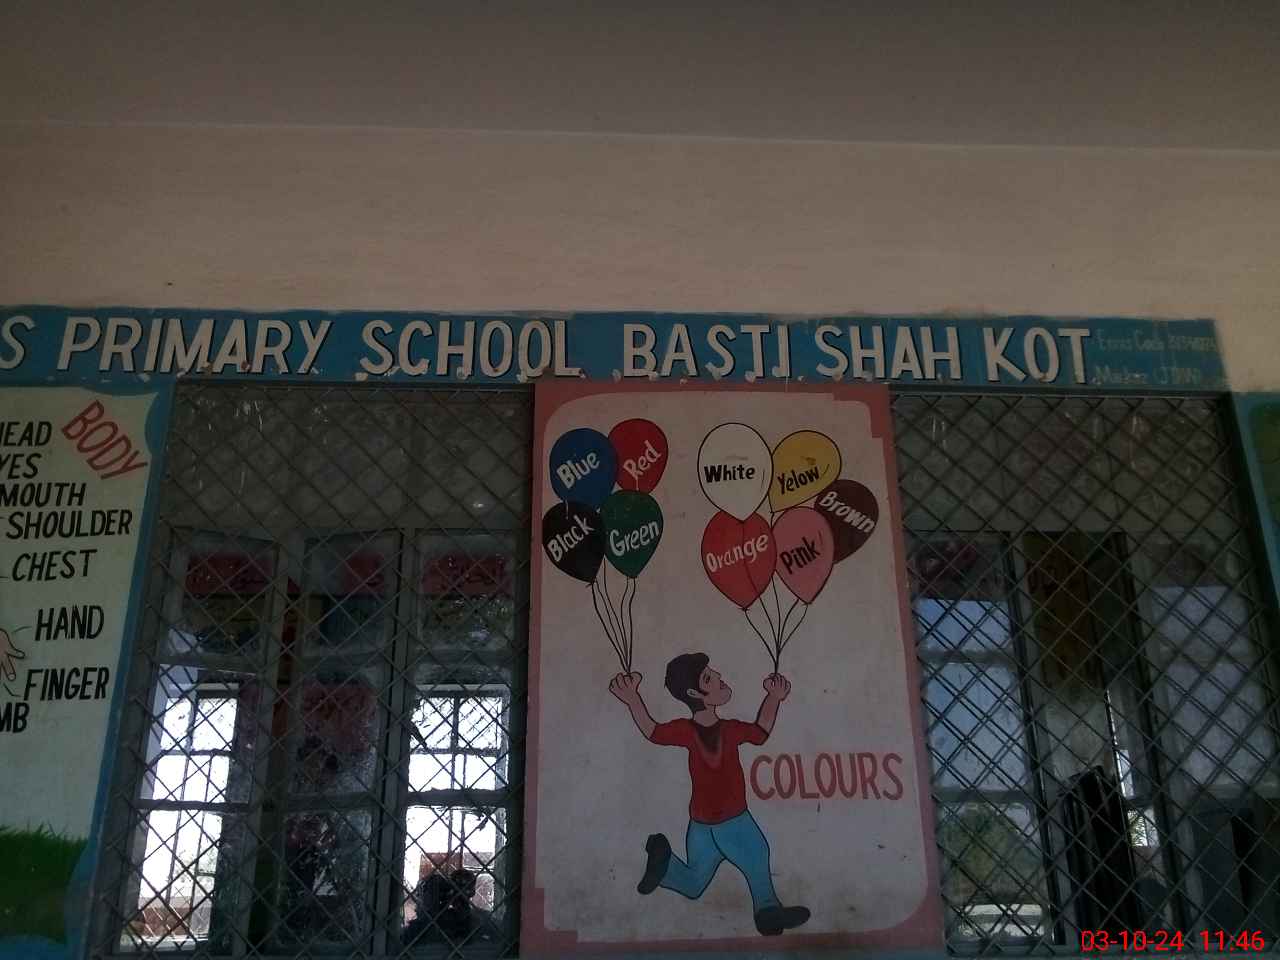 S PRIMARY SCHOOL BASTI SHAH KOT
BODY
HEAD
YES
MOUTH
SHOULDER
CHEST
HAND
FINGER
MB
Blue
Red
Black
Green
White
Yelow
Brown
Orange
Pink
COLOURS
03-10-24 11:46